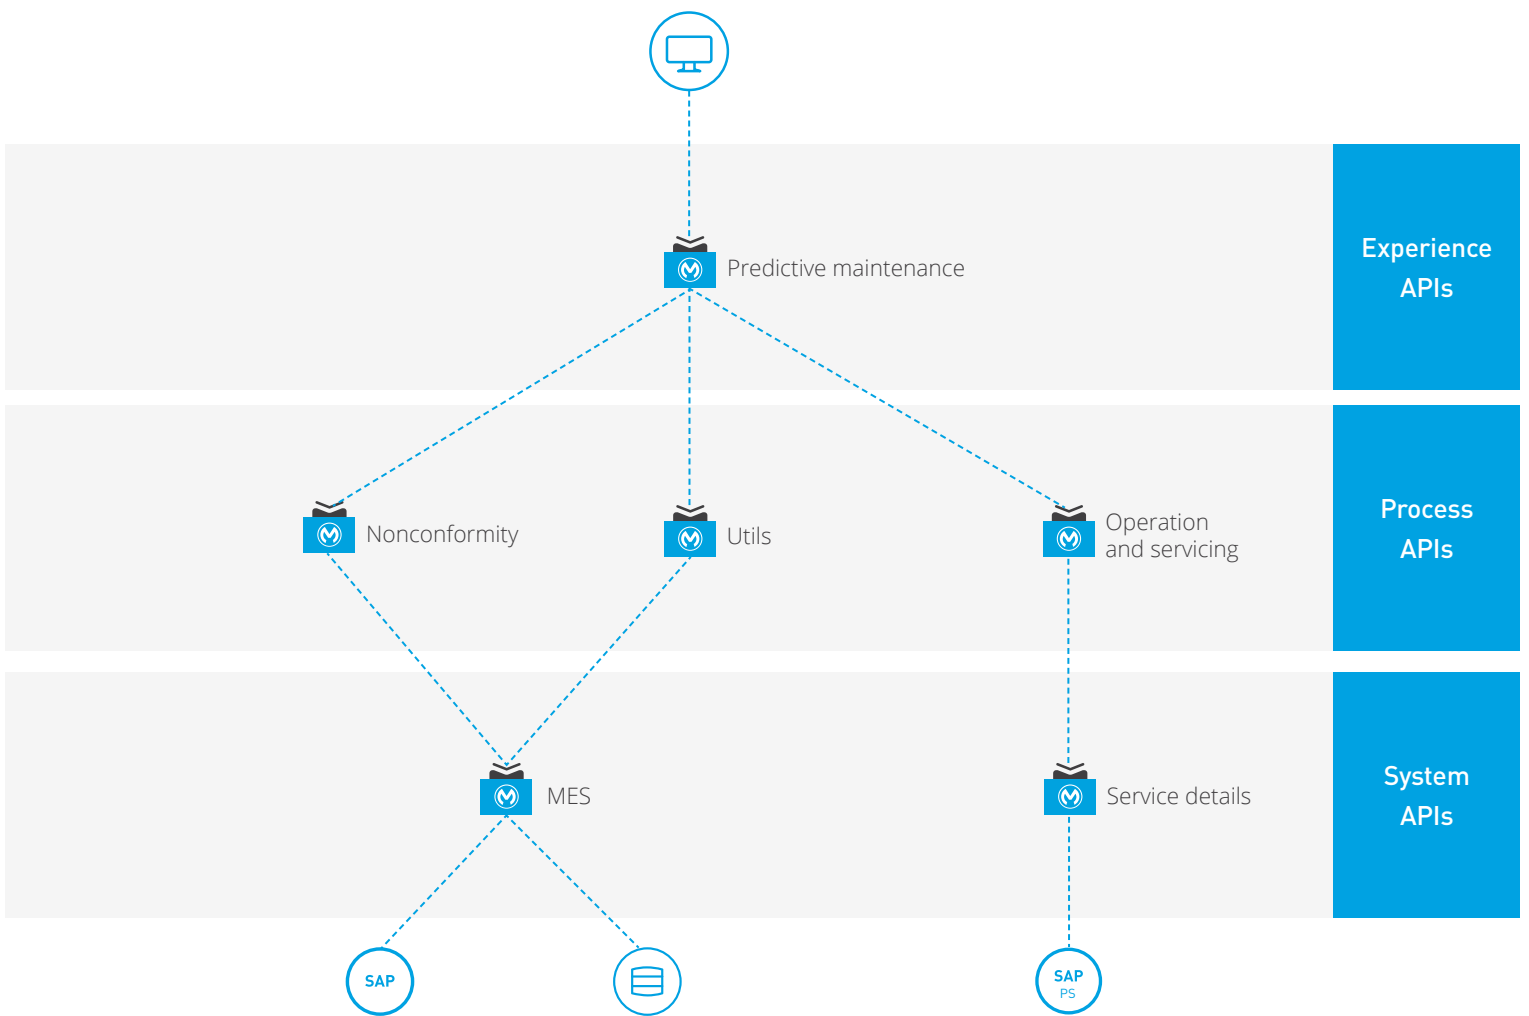 Predictive maintenance
Experience
APIs
Nonconformity
Utils
Operation
and servicing
Process
APIs
MES
Service details
System
APIs
SAP
SAP
PS